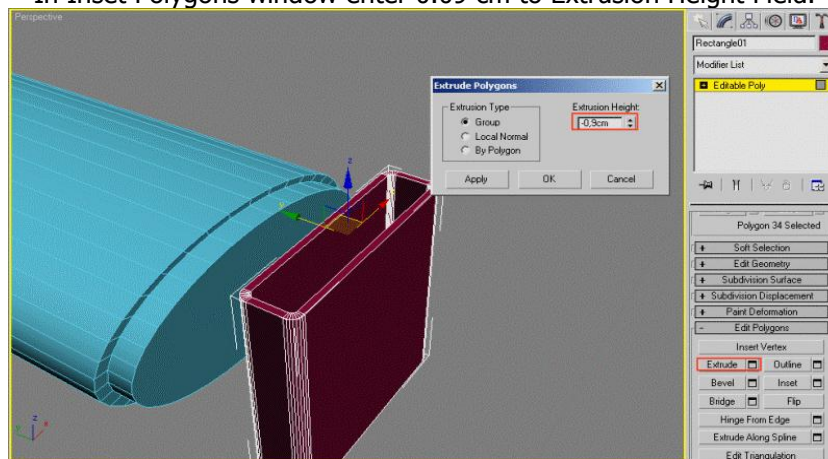 In Inset Polygons window enter 0.09 cm to Extrusion Height Field.
Perspective
Rectangle01
Modifier List
Editable Poly
Extrude Polygons
Extrusion Type
Group
Local Normal
By Polygon
Extrusion Height:
-0,9cm
Apply
OK
Cancel
Polygon 34 Selected
+ Soft Selection
+ Edit Geometry
+ Subdivision Surface
+ Subdivision Displacement
+ Paint Deformation
- Edit Polygons
Insert Vertex
Extrude Outline
Bevel Inset
Bridge Flip
Hinge From Edge
Extrude Along Spline
Edit Triangulation
z
y
x
z
y
x